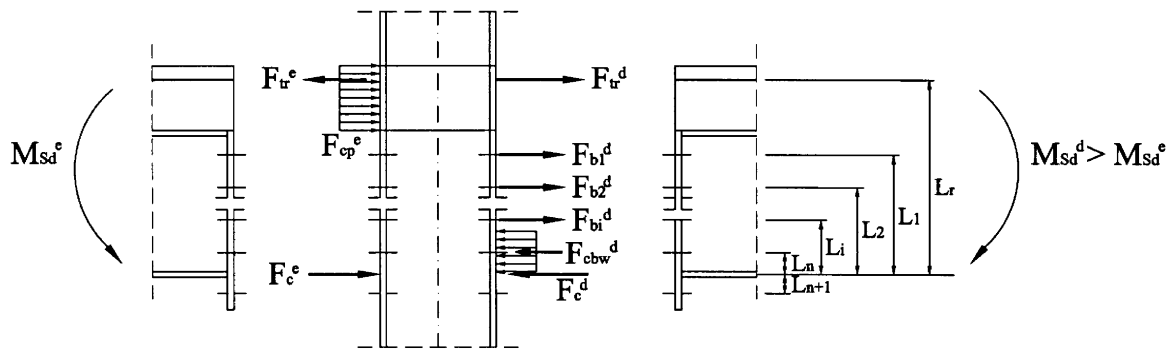 F_tr^e
F_tr^d
F_cp^e
M_Sd^e
F_b1^d
F_b2^d
F_bi^d
F_cbw^d
F_c^e
F_c^d
M_Sd^d > M_Sd^e
L_r
L_1
L_2
L_i
L_n
L_n+1